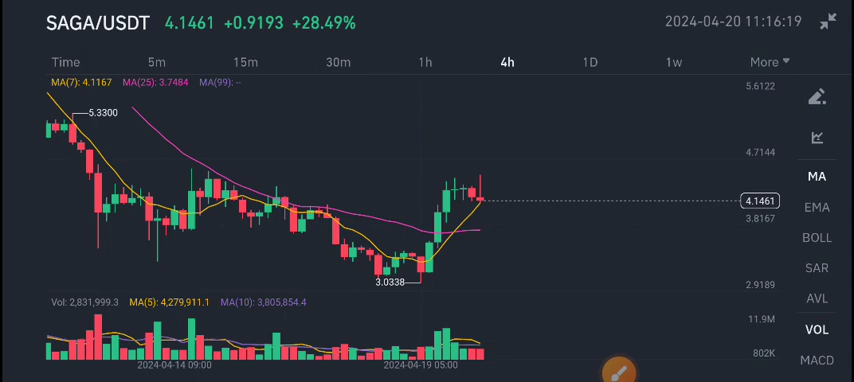 SAGA/USDT 4.1461 +0.9193 +28.49% 2024-04-20 11:16:19
Time 5m 15m 30m 1h 4h 1D 1w More
MA(7): 4.1167 MA(25): 3.7484 MA(99): --
5.6122
5.3300
4.7144
MA
4.1461
EMA
3.8167
BOLL
SAR
3.0338
2.9189
AVL
Vol: 2,831,999.3 MA(5): 4,279,911.1 MA(10): 3,805,854.4
11.9M
VOL
802K
MACD
2024-04-14 09:00 2024-04-19 05:00